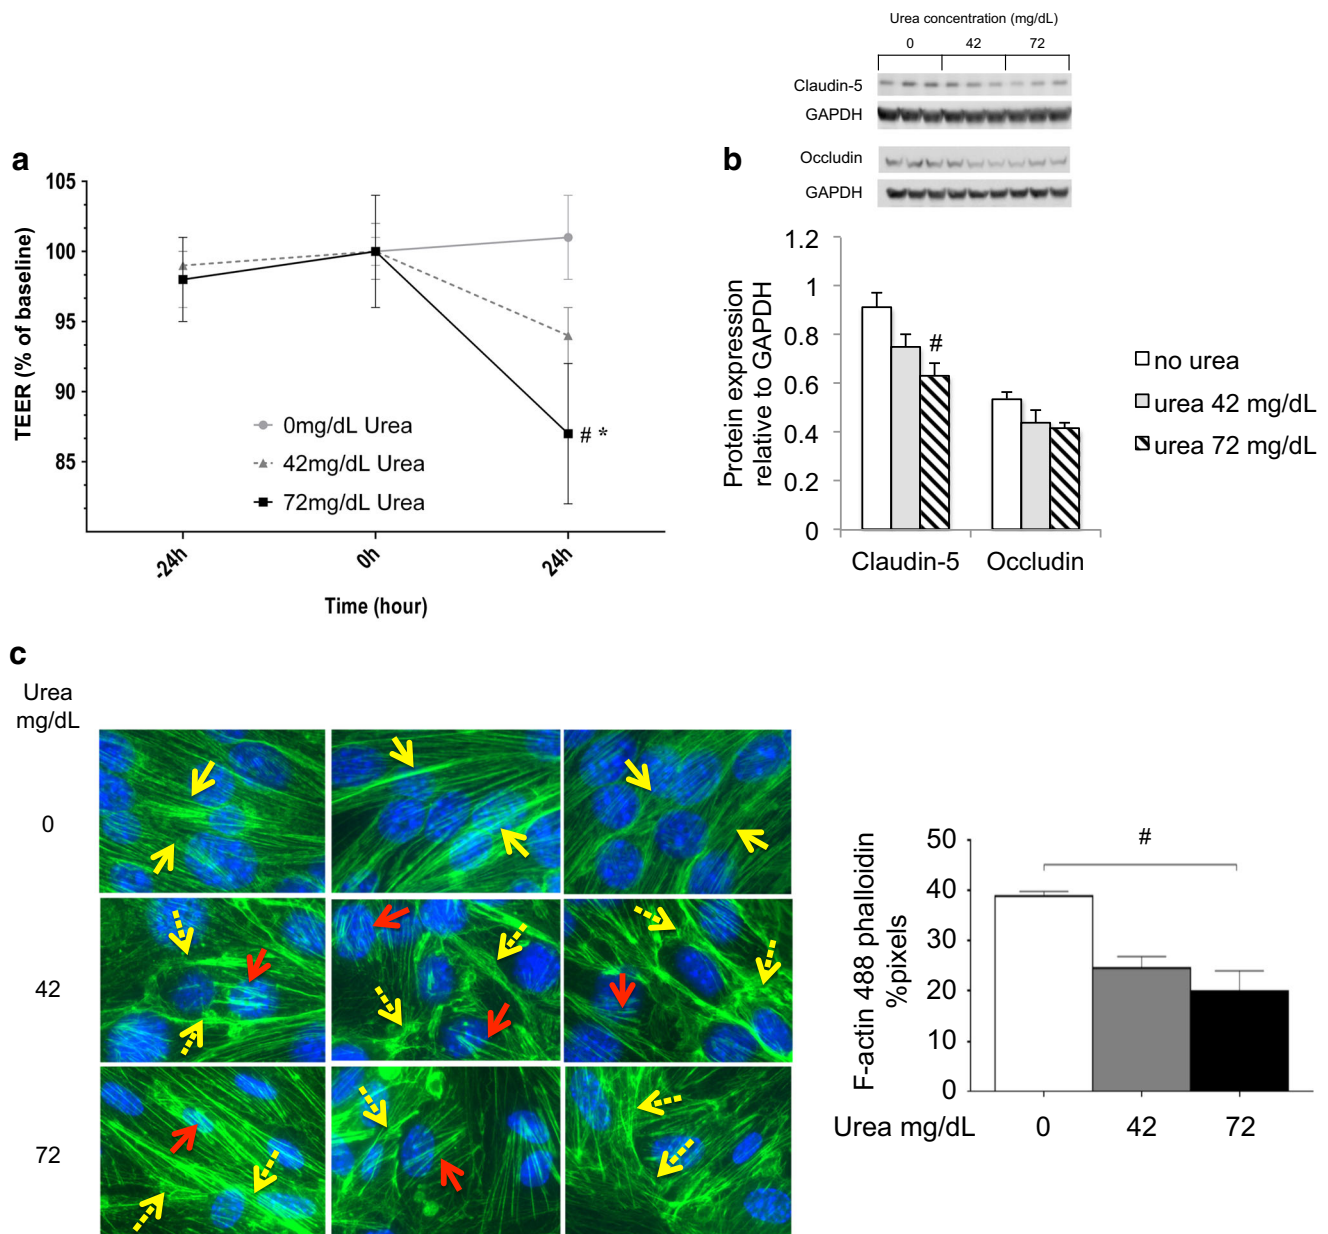 Urea concentration (mg/dL)
0 42 72
Claudin-5
GAPDH
Occludin
GAPDH
a
105
100
95
90
85
TEER (% of baseline)
0mg/dL Urea
42mg/dL Urea
72mg/dL Urea
# *
-24h 0h 24h
Time (hour)
b
1.2
1
0.8
0.6
0.4
0.2
0
Protein expression
relative to GAPDH
#
Claudin-5 Occludin
no urea
urea 42 mg/dL
urea 72 mg/dL
c
Urea
mg/dL
0
42
72
50
40
30
20
10
0
F-actin 488 phalloidin
%pixels
#
Urea mg/dL 0 42 72